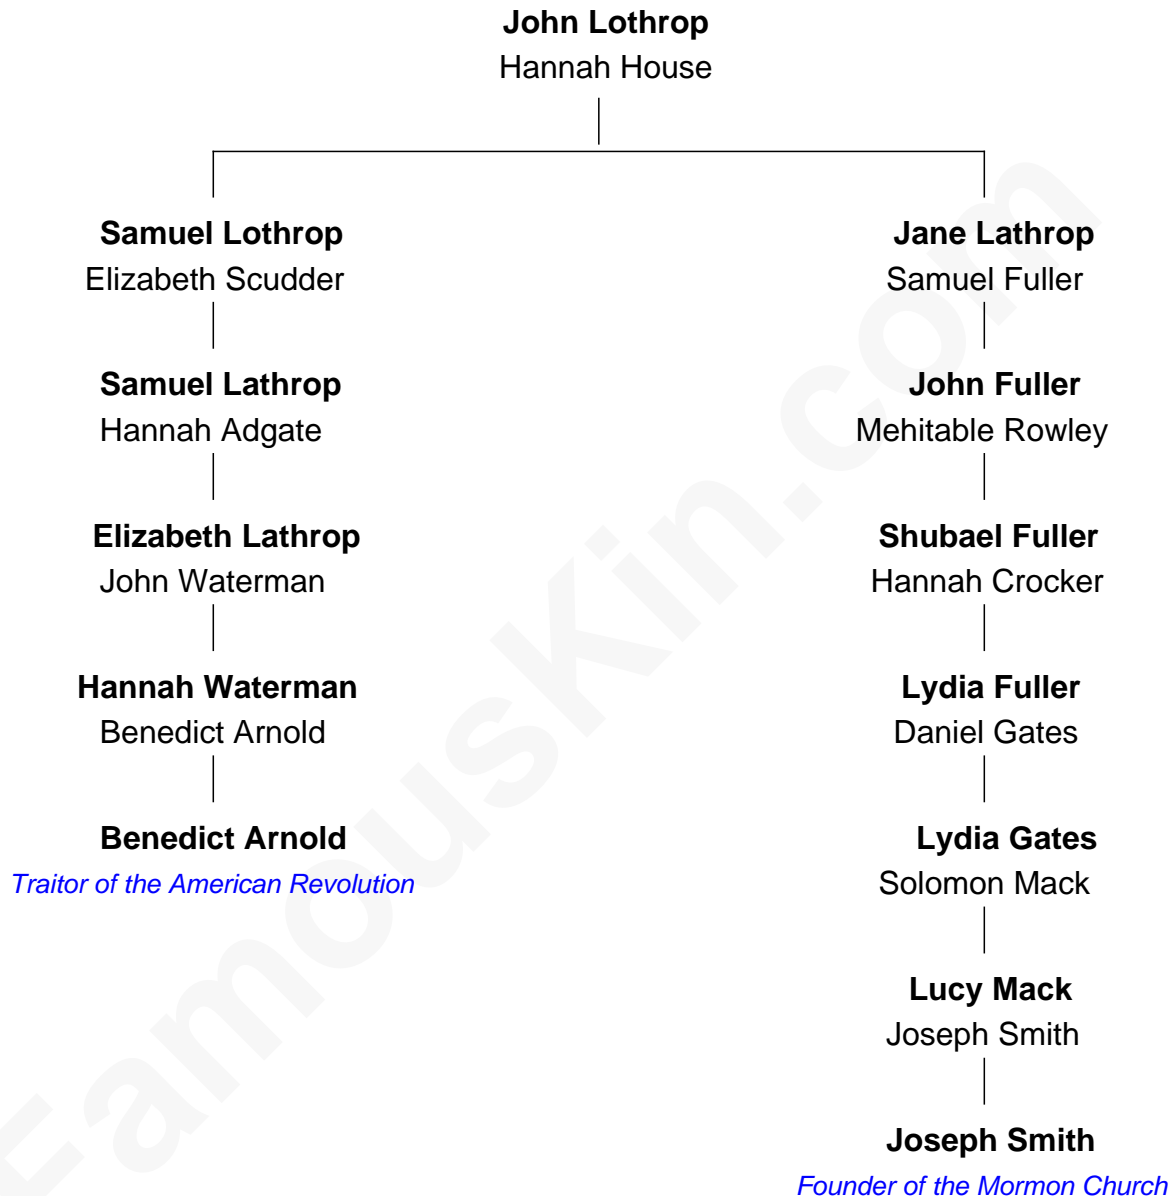 John Lothrop
Hannah House
Samuel Lothrop
Elizabeth Scudder
Samuel Lathrop
Hannah Adgate
Elizabeth Lathrop
John Waterman
Hannah Waterman
Benedict Arnold
Benedict Arnold
Traitor of the American Revolution
Jane Lathrop
Samuel Fuller
John Fuller
Mehitable Rowley
Shubael Fuller
Hannah Crocker
Lydia Fuller
Daniel Gates
Lydia Gates
Solomon Mack
Lucy Mack
Joseph Smith
Joseph Smith
Founder of the Mormon Church
FamousKin.com